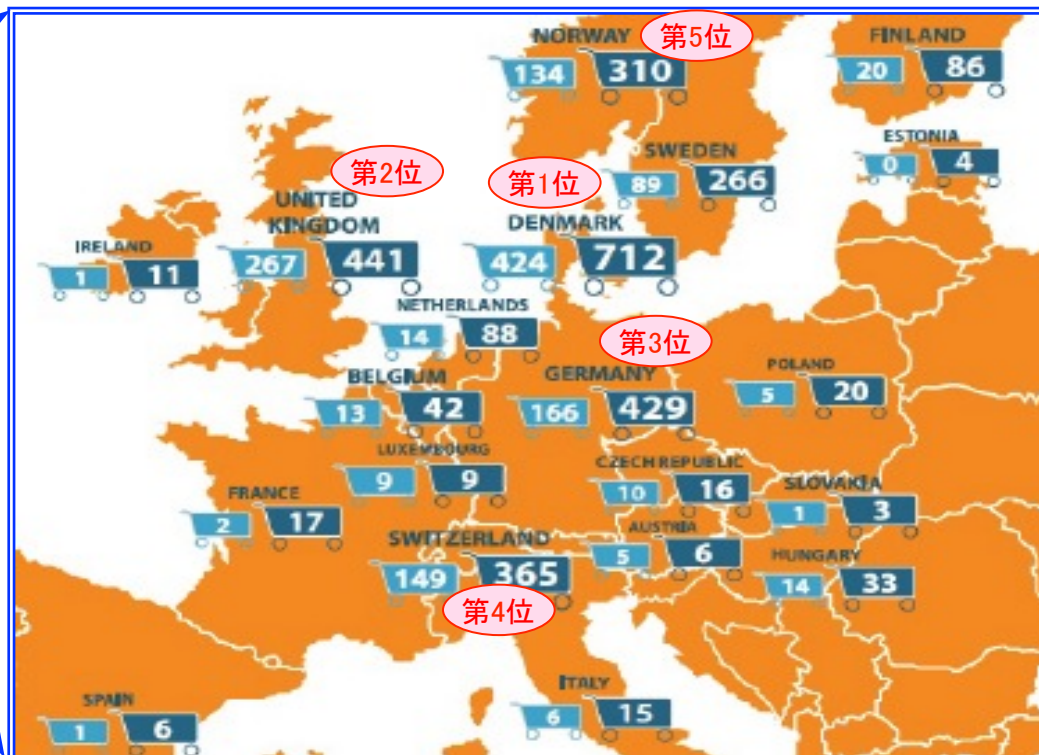 NORWAY 第5位
134 310
FINLAND
20 86
ESTONIA
0 4
SWEDEN
89 266
第2位
第1位
UNITED
KINGDOM
267 441
DENMARK
424 712
IRELAND
1 11
NETHERLANDS
14 88
第3位
BELGIUM
13 42
GERMANY
166 429
POLAND
5 20
LUXEMBOURG
9 9
CZECH REPUBLIC
10 16
SLOVAKIA
1 3
FRANCE
2 17
SWITZERLAND
149 365
第4位
AUSTRIA
5 6
HUNGARY
14 33
SPAIN
1 6
ITALY
6 15